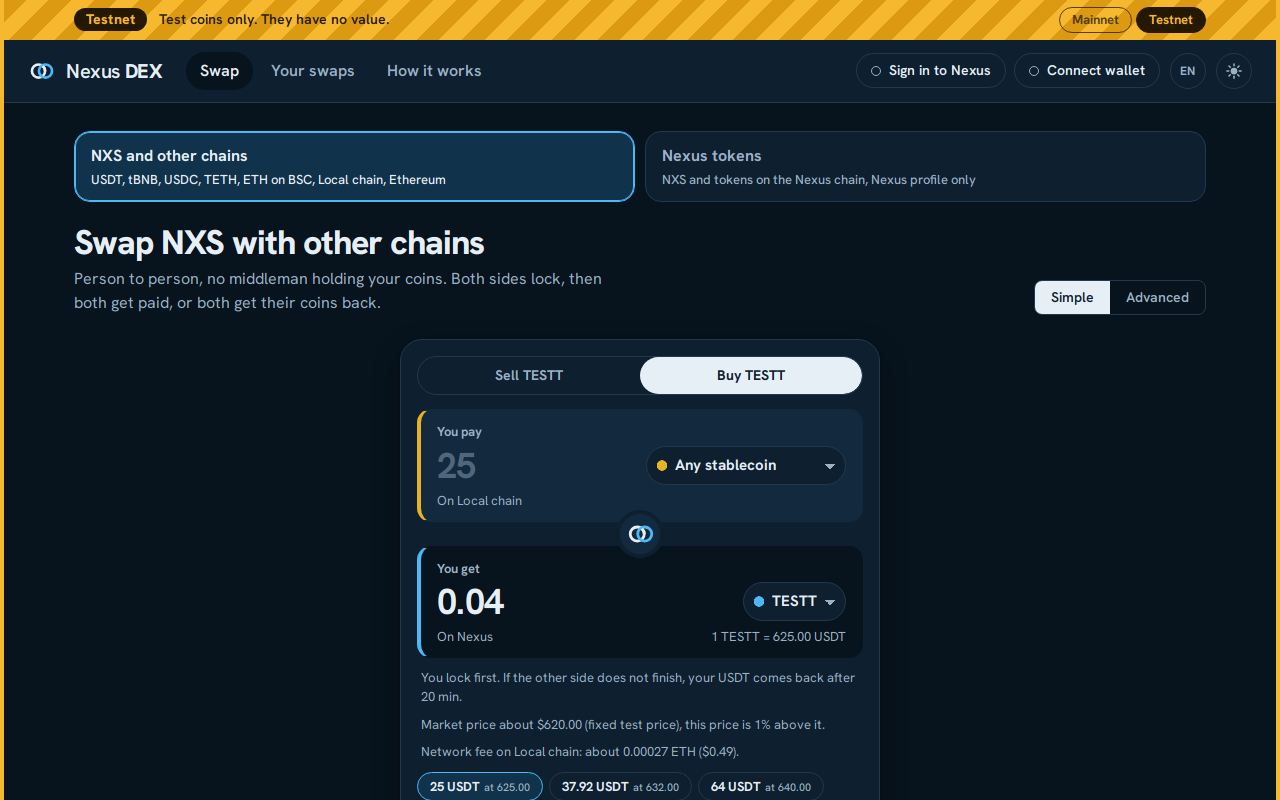 Testnet
Test coins only. They have no value.
Mainnet
Testnet
Nexus DEX
Swap
Your swaps
How it works
Sign in to Nexus
Connect wallet
EN
NXS and other chains
USDT, tBNB, USDC, TETH, ETH on BSC, Local chain, Ethereum
Nexus tokens
NXS and tokens on the Nexus chain, Nexus profile only
Swap NXS with other chains
Person to person, no middleman holding your coins. Both sides lock, then
both get paid, or both get their coins back.
Simple
Advanced
Sell TESTT
Buy TESTT
You pay
25
Any stablecoin
On Local chain
You get
0.04
TESTT
On Nexus
1 TESTT = 625.00 USDT
You lock first. If the other side does not finish, your USDT comes back after
20 min.
Market price about $620.00 (fixed test price), this price is 1% above it.
Network fee on Local chain: about 0.00027 ETH ($0.49).
25 USDT at 625.00
37.92 USDT at 632.00
64 USDT at 640.00